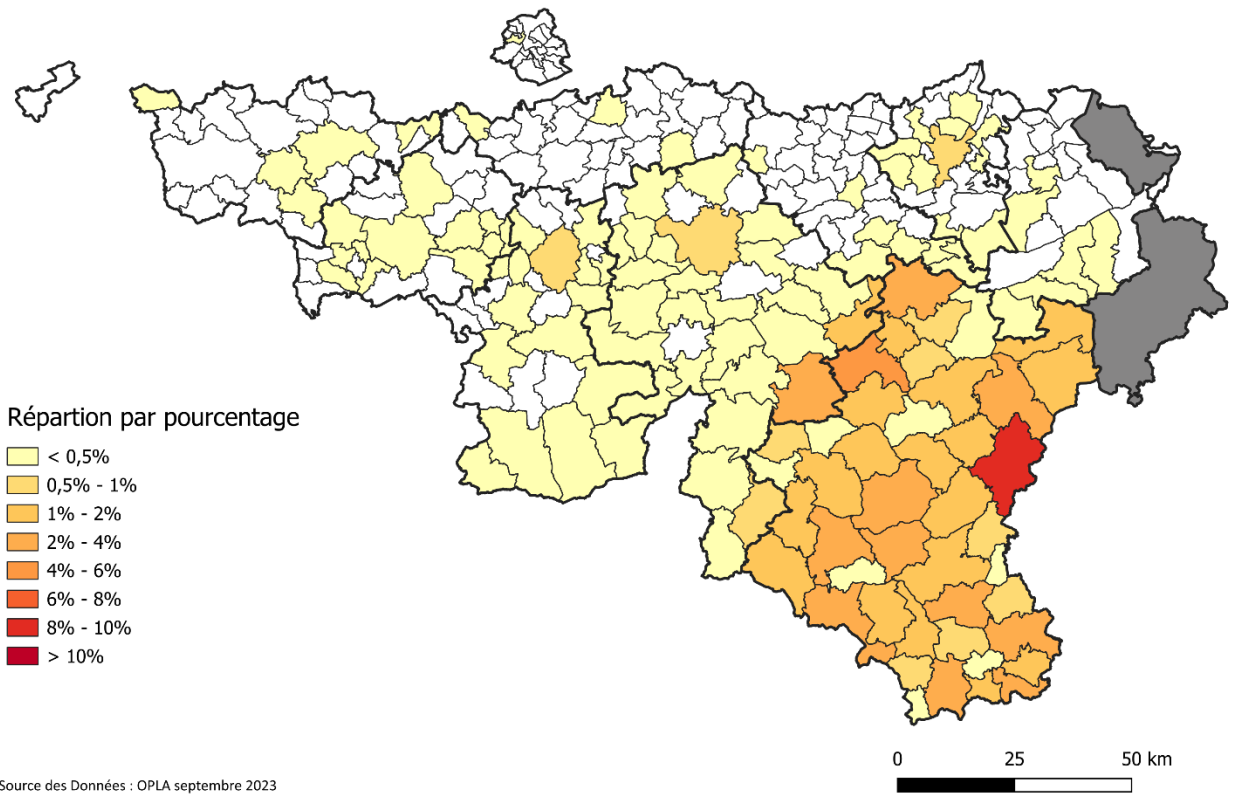 Répartion par pourcentage
< 0,5%
0,5% - 1%
1% - 2%
2% - 4%
4% - 6%
6% - 8%
8% - 10%
> 10%
0 25 50 km
Source des Données : OPLA septembre 2023